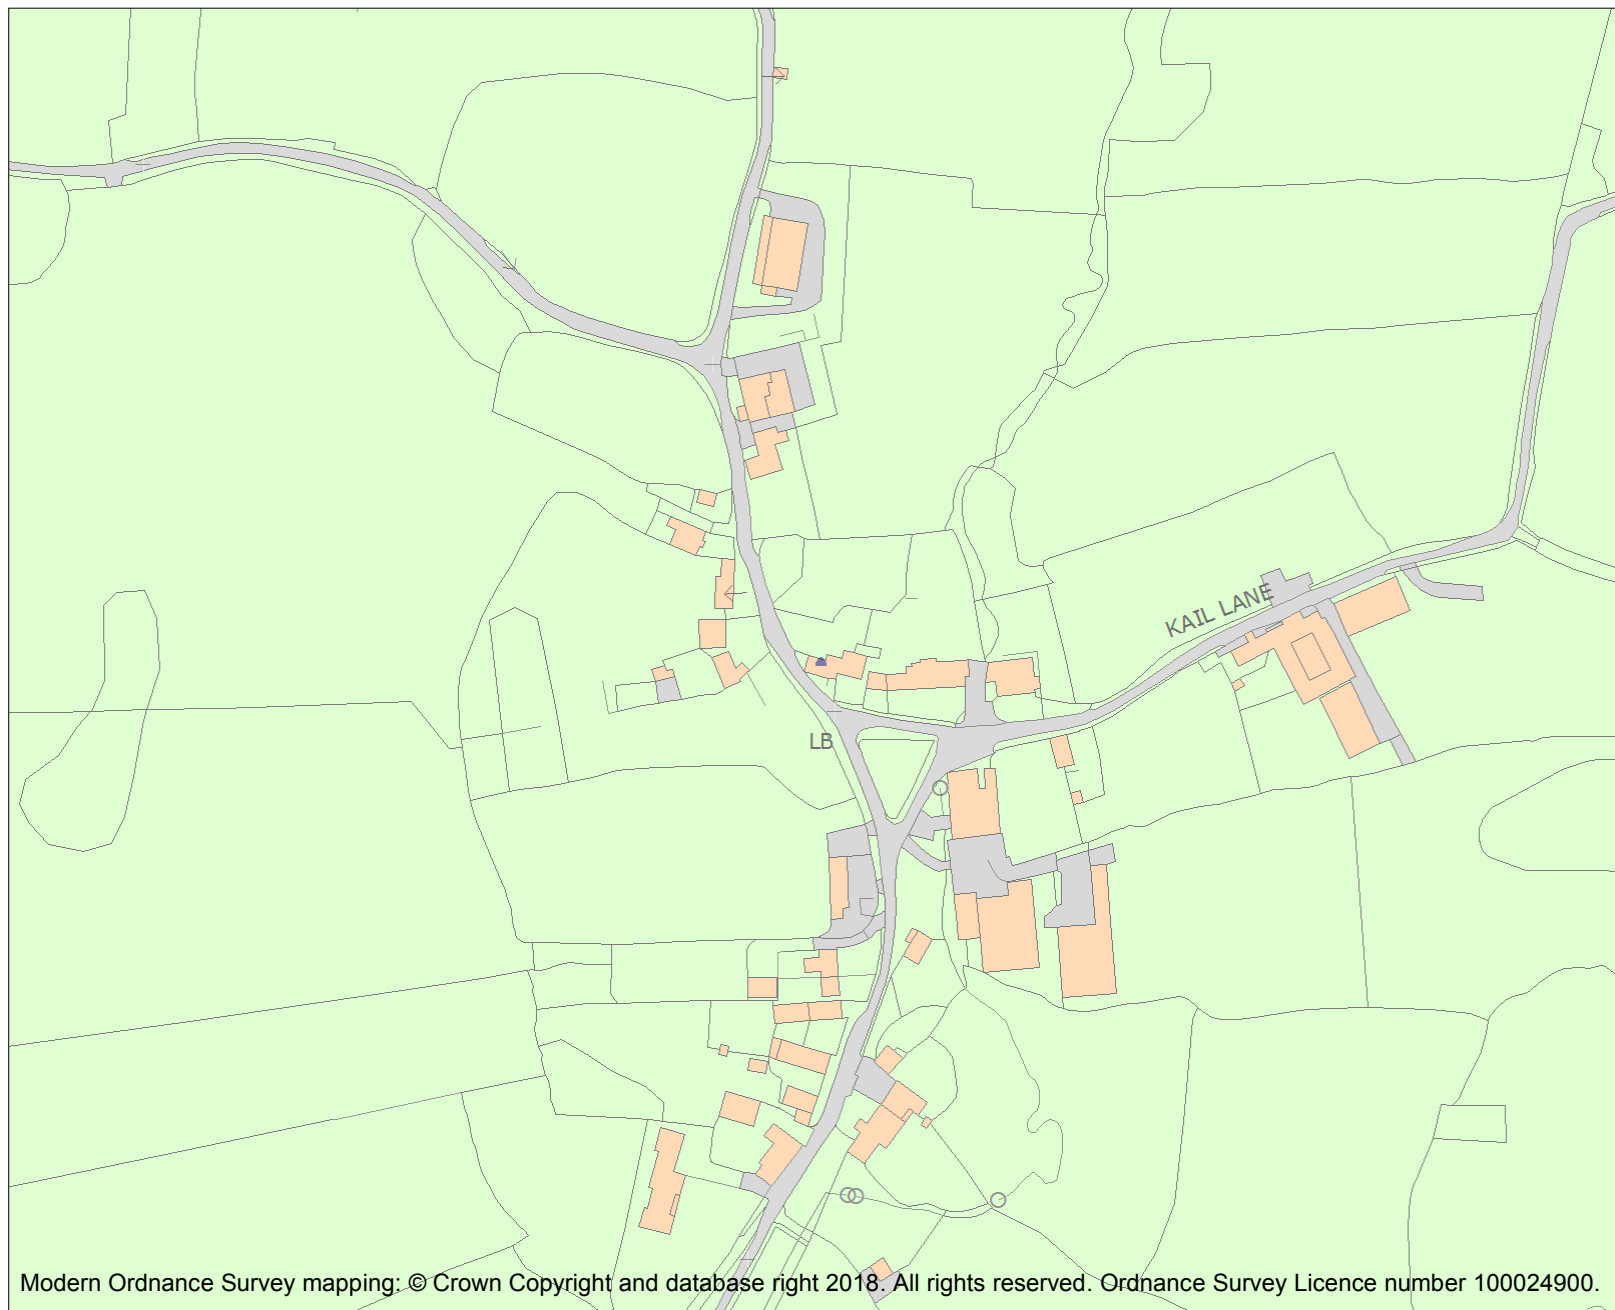 KAIL LANE
LB
Modern Ordnance Survey mapping: © Crown Copyright and database right 2018. All rights reserved. Ordnance Survey Licence number 100024900.